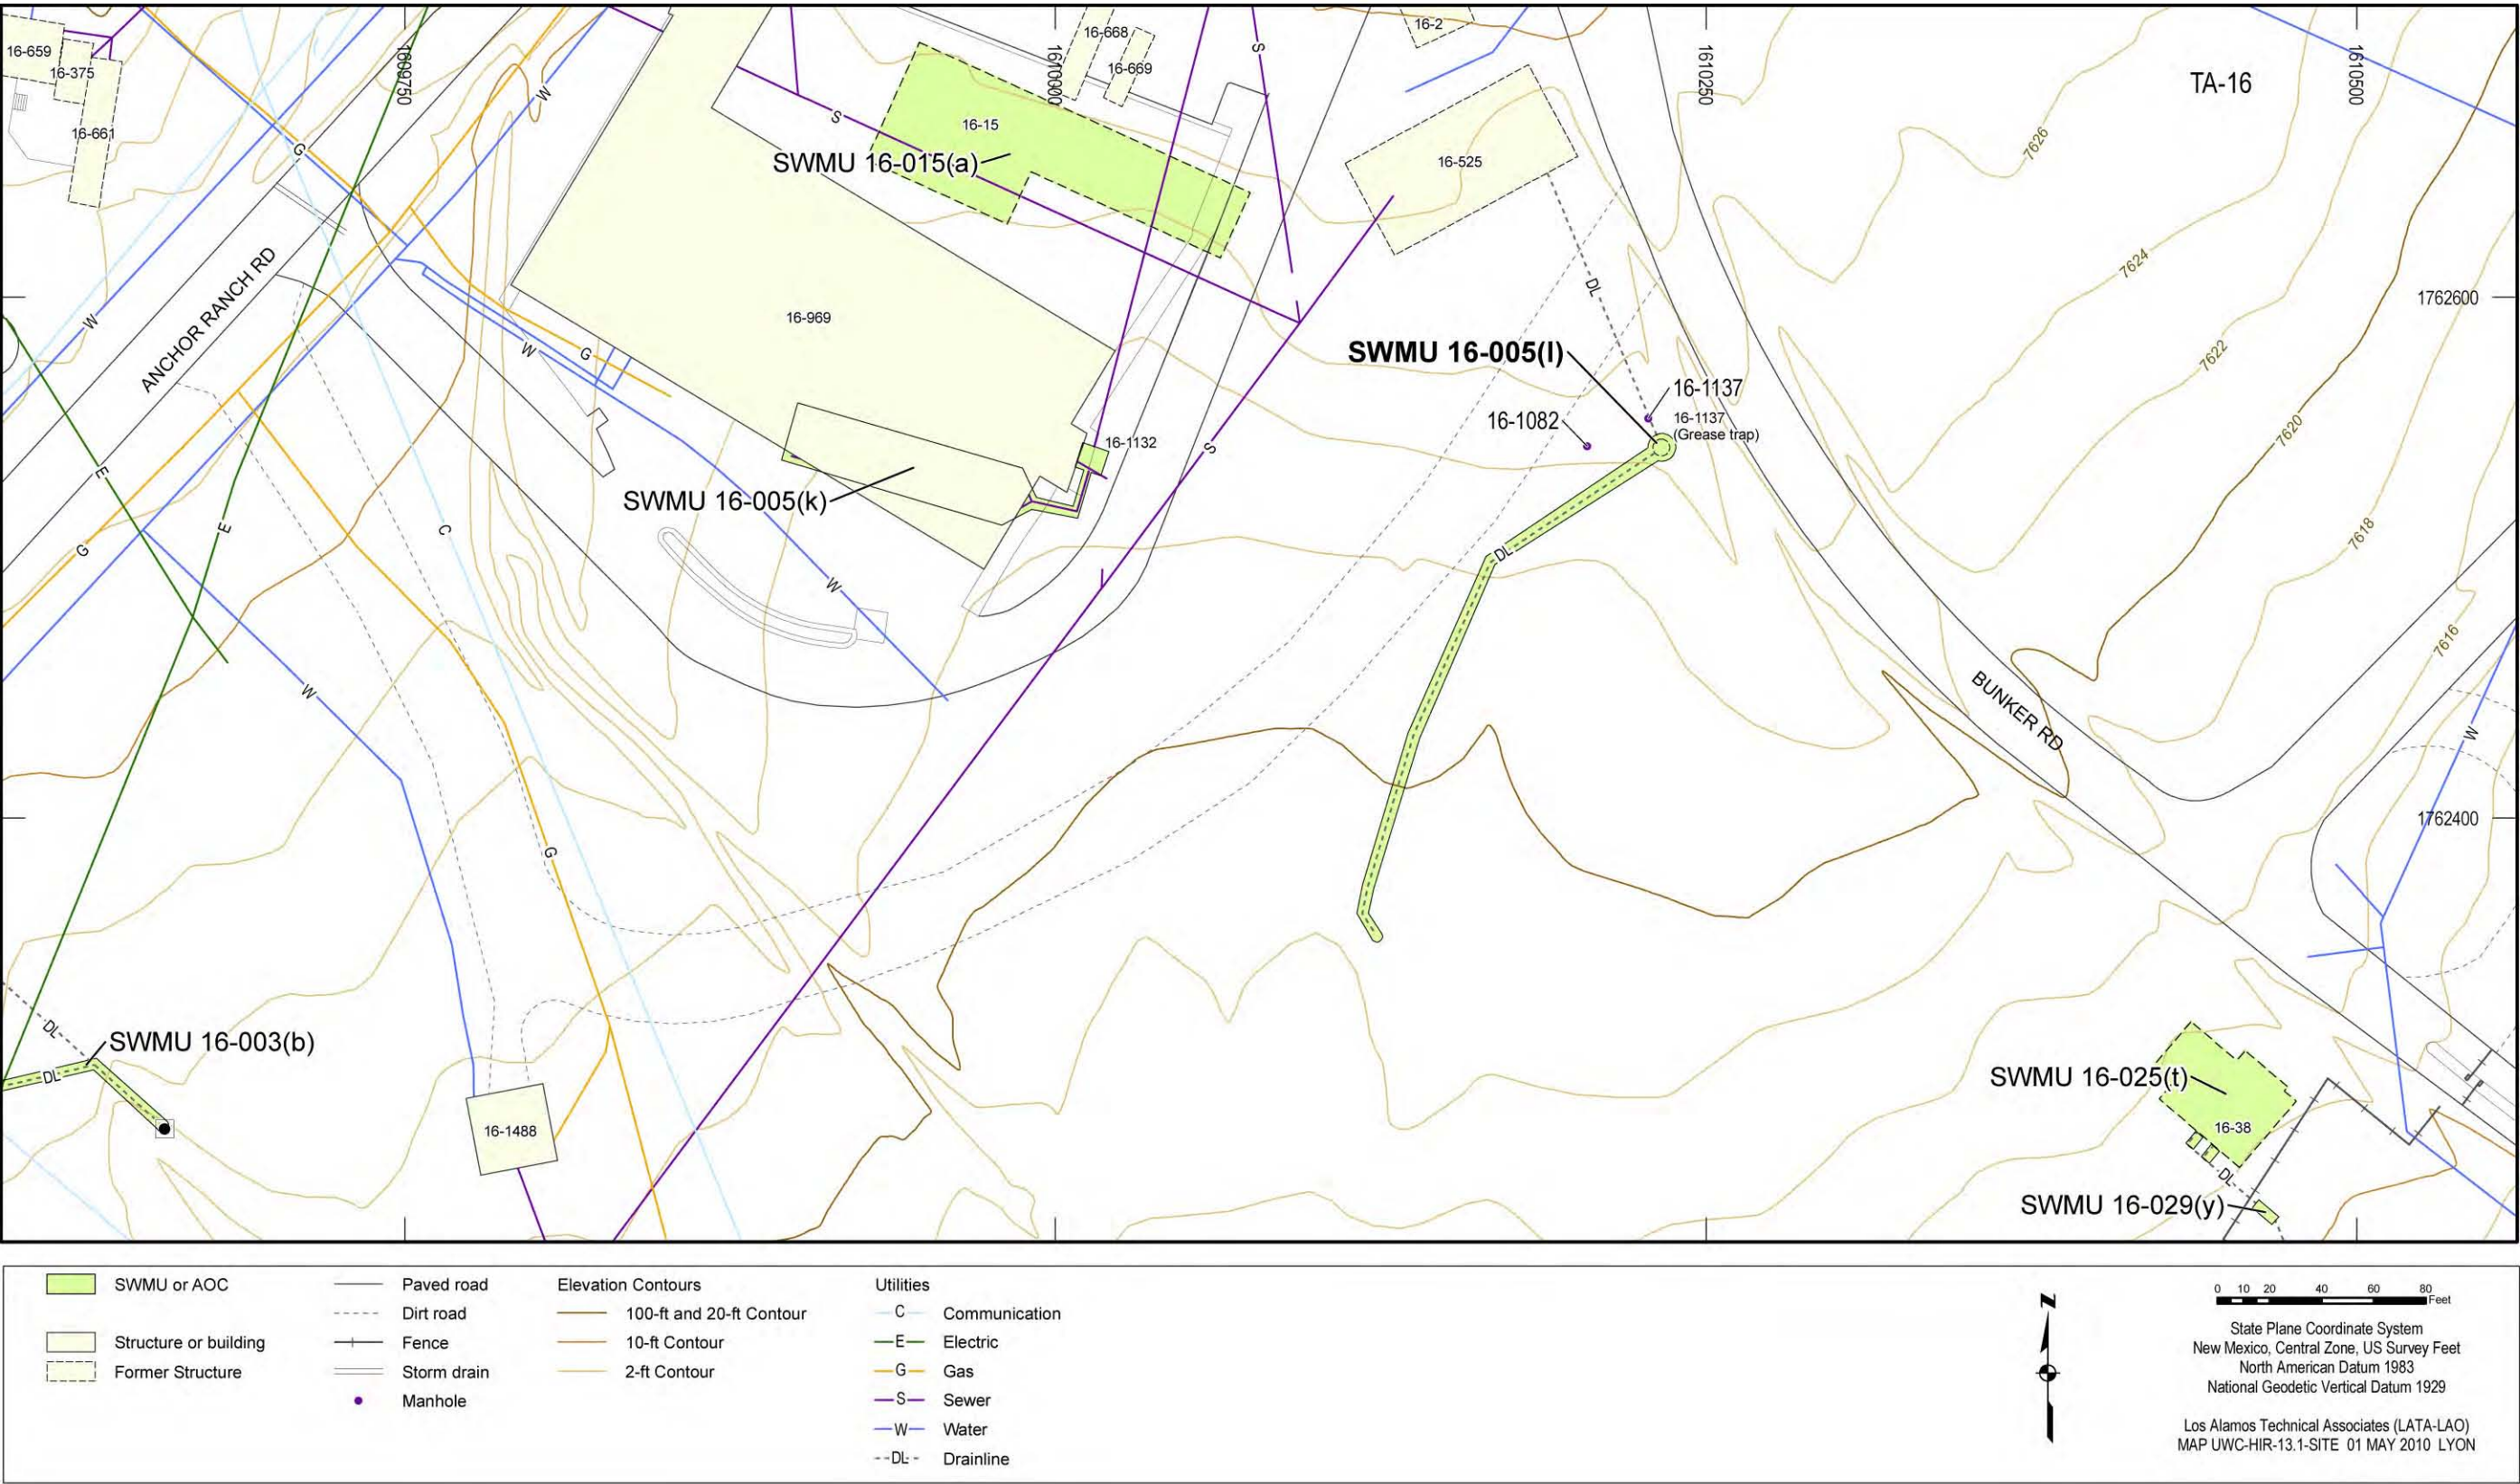 16-659
16-375
16-661
1609750
1610000
1610250
1610500
16-668
16-669
16-2
TA-16
16-15
SWMU 16-015(a)
16-525
7626
7624
7622
7620
7618
7616
1762600
1762400
ANCHOR RANCH RD
16-969
G
W
W
W
G
S
S
S
DL
SWMU 16-005(l)
16-1137
16-1137
(Grease trap)
16-1082
16-1132
SWMU 16-005(k)
E
E
G
C
W
W
DL
BUNKER RD
W
G
DL
SWMU 16-003(b)
DL
16-1488
SWMU 16-025(t)
16-38
DL
SWMU 16-029(y)
SWMU or AOC
Structure or building
Former Structure
Paved road
Dirt road
Fence
Storm drain
Manhole
Elevation Contours
100-ft and 20-ft Contour
10-ft Contour
2-ft Contour
Utilities
C Communication
E Electric
G Gas
S Sewer
W Water
DL Drainline
N
0 10 20 40 60 80
Feet
State Plane Coordinate System
New Mexico, Central Zone, US Survey Feet
North American Datum 1983
National Geodetic Vertical Datum 1929
Los Alamos Technical Associates (LATA-LAO)
MAP UWC-HIR-13.1-SITE 01 MAY 2010 LYON